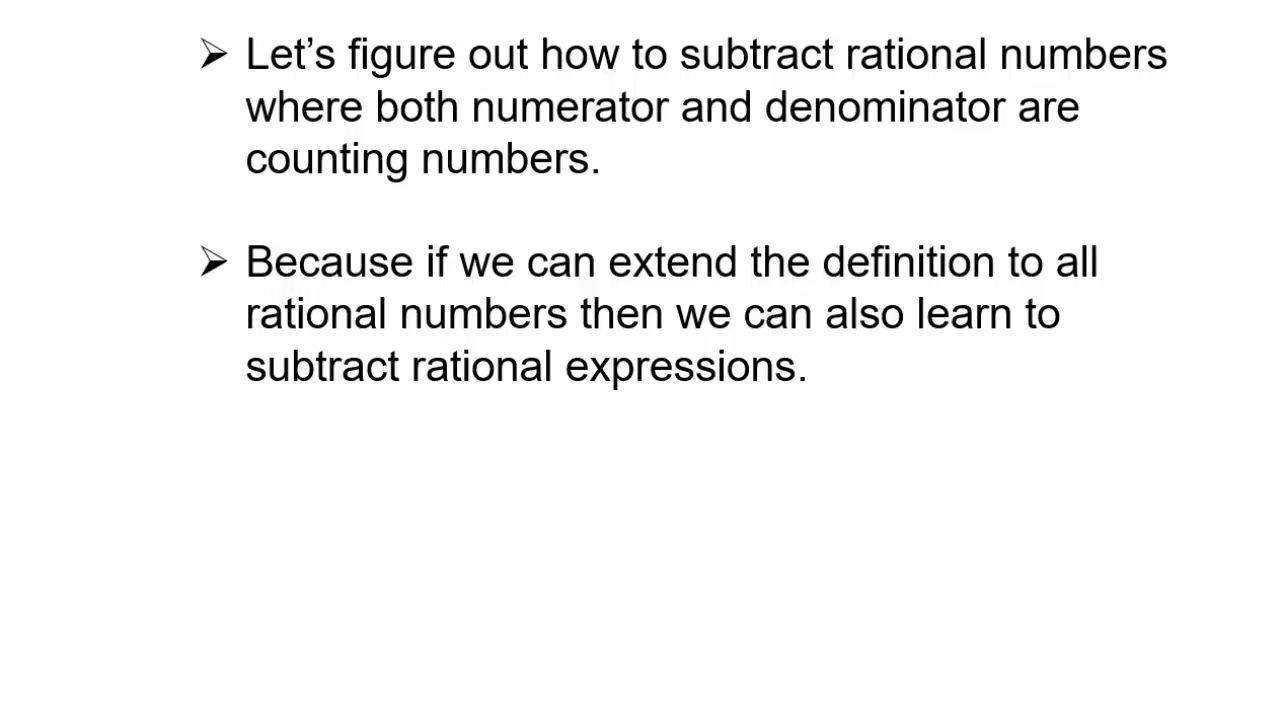 ➢ Let’s figure out how to subtract rational numbers
where both numerator and denominator are
counting numbers.
➢ Because if we can extend the definition to all
rational numbers then we can also learn to
subtract rational expressions.